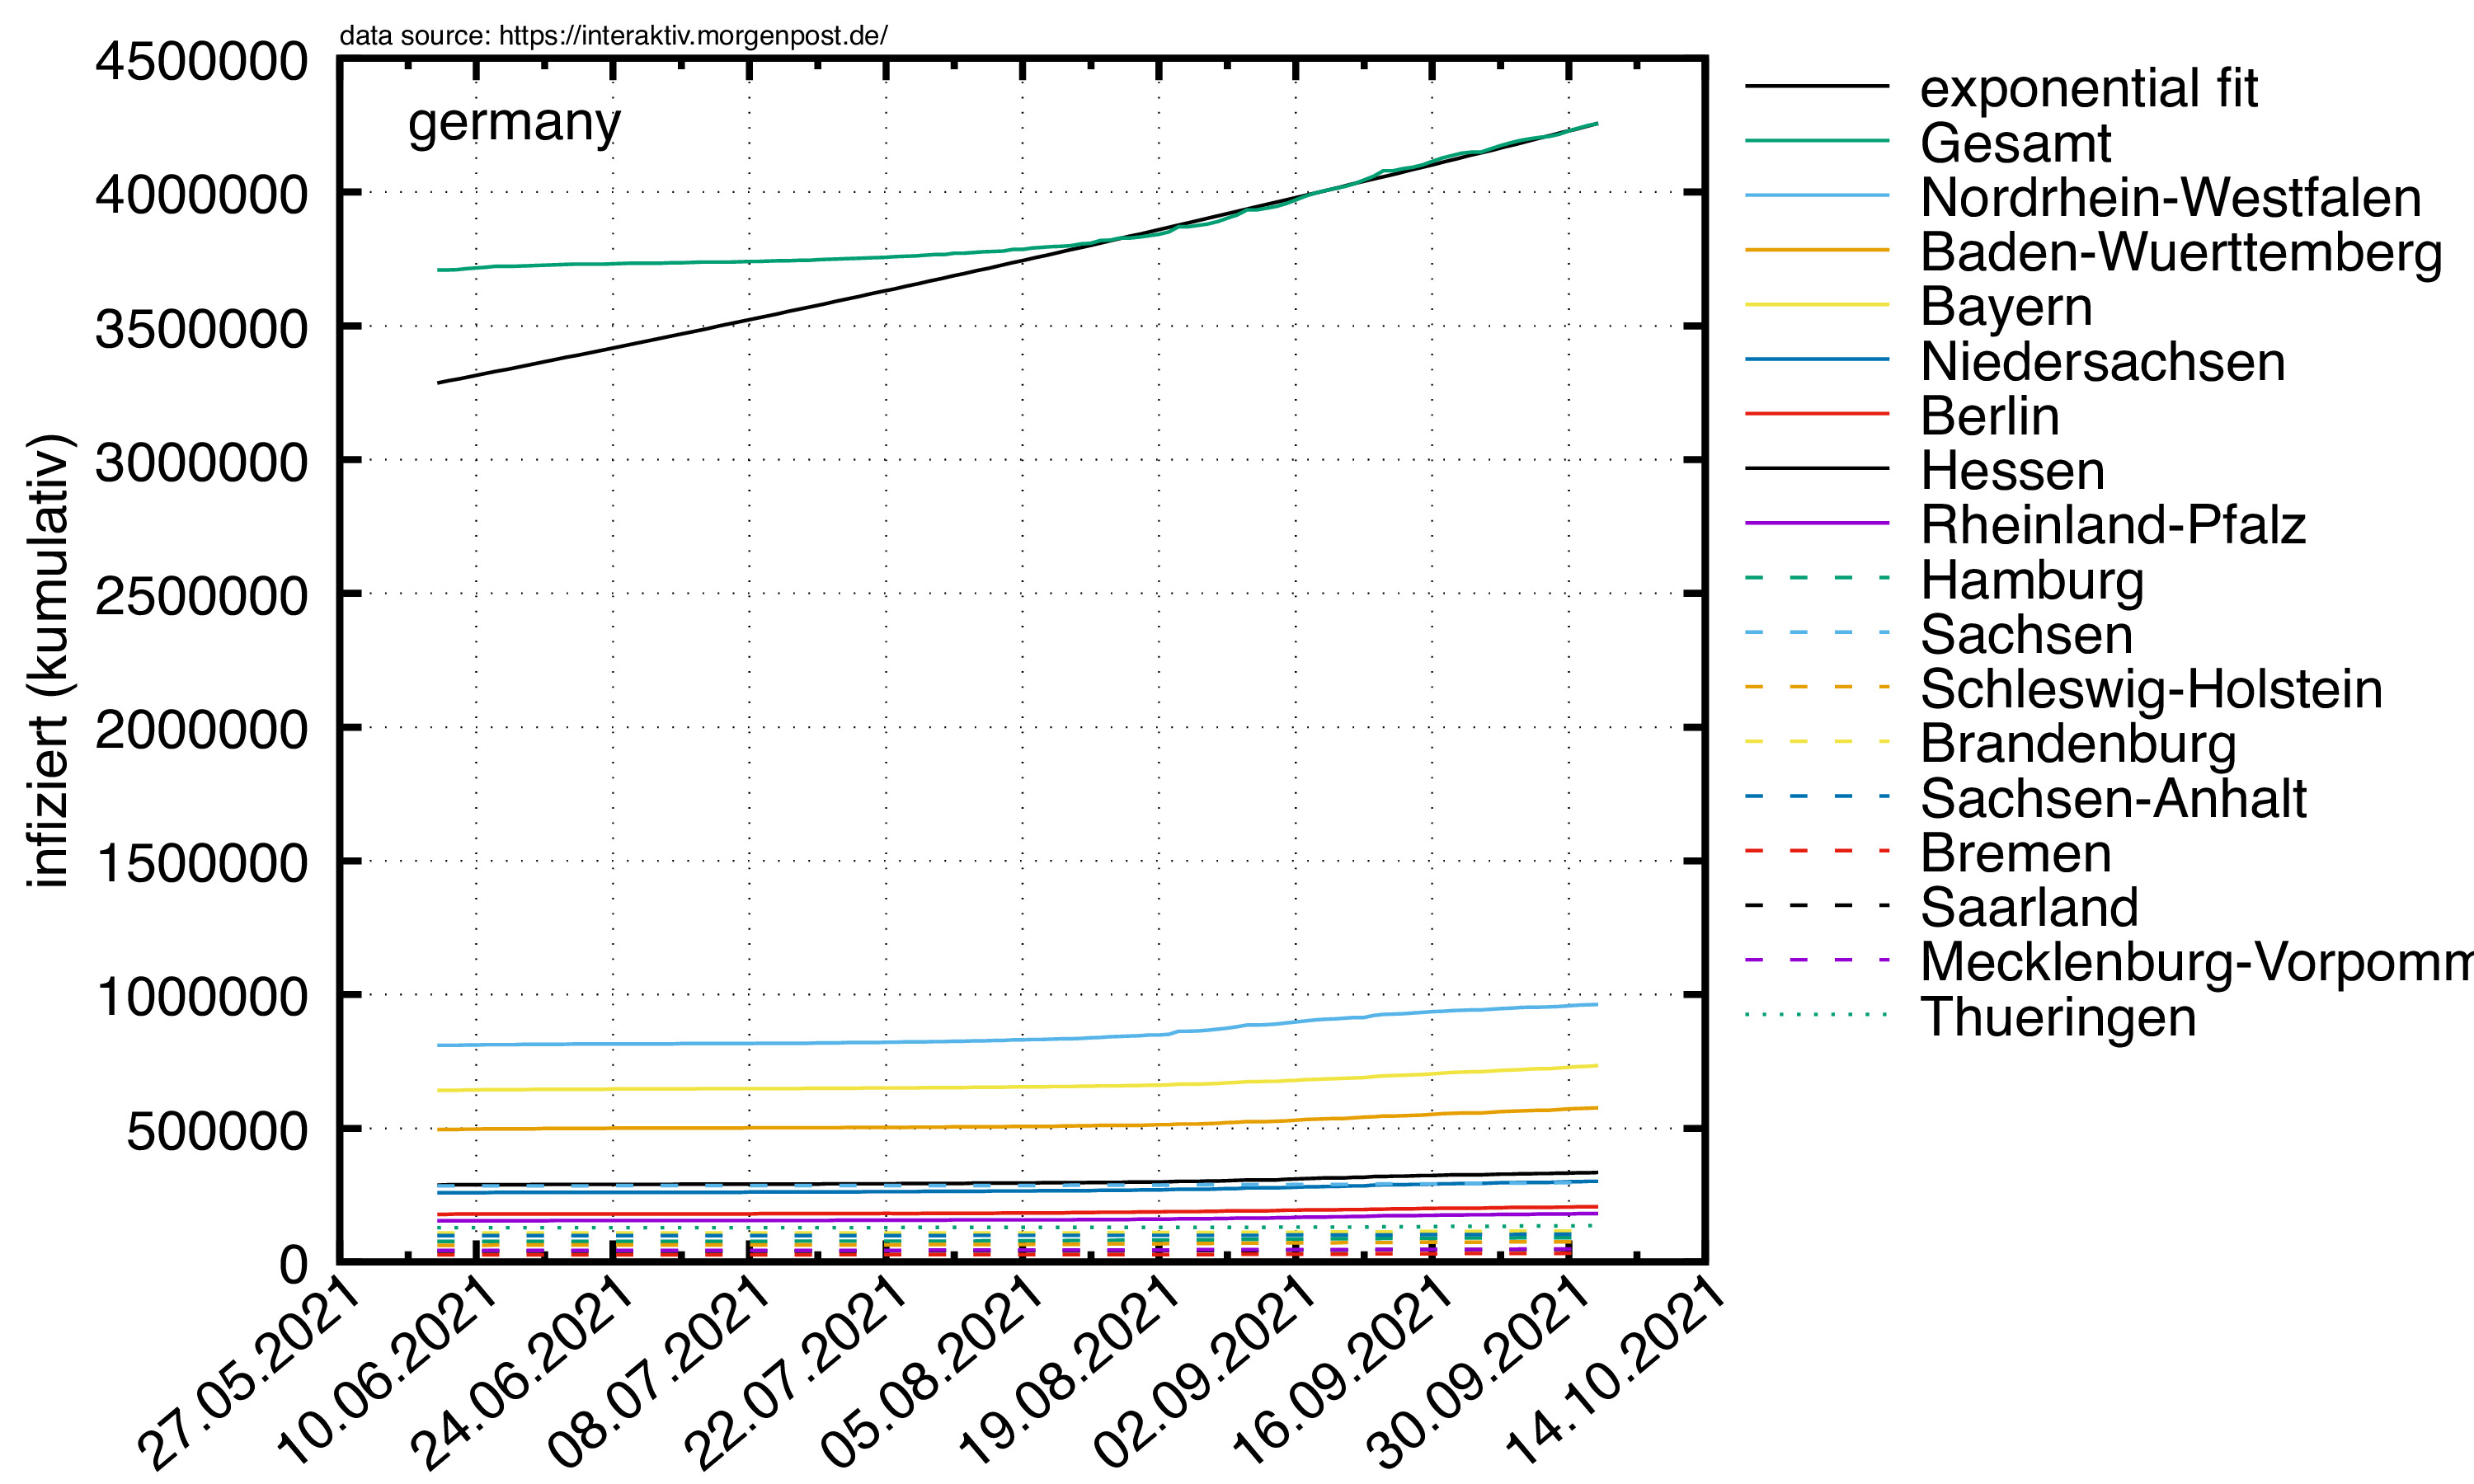 data source: https://interaktiv.morgenpost.de/
germany
infiziert (kumulativ)
4500000
4000000
3500000
3000000
2500000
2000000
1500000
1000000
500000
0
27.05.2021
10.06.2021
24.06.2021
08.07.2021
22.07.2021
05.08.2021
19.08.2021
02.09.2021
16.09.2021
30.09.2021
14.10.2021
exponential fit
Gesamt
Nordrhein-Westfalen
Baden-Wuerttemberg
Bayern
Niedersachsen
Berlin
Hessen
Rheinland-Pfalz
Hamburg
Sachsen
Schleswig-Holstein
Brandenburg
Sachsen-Anhalt
Bremen
Saarland
Mecklenburg-Vorpomm
Thueringen